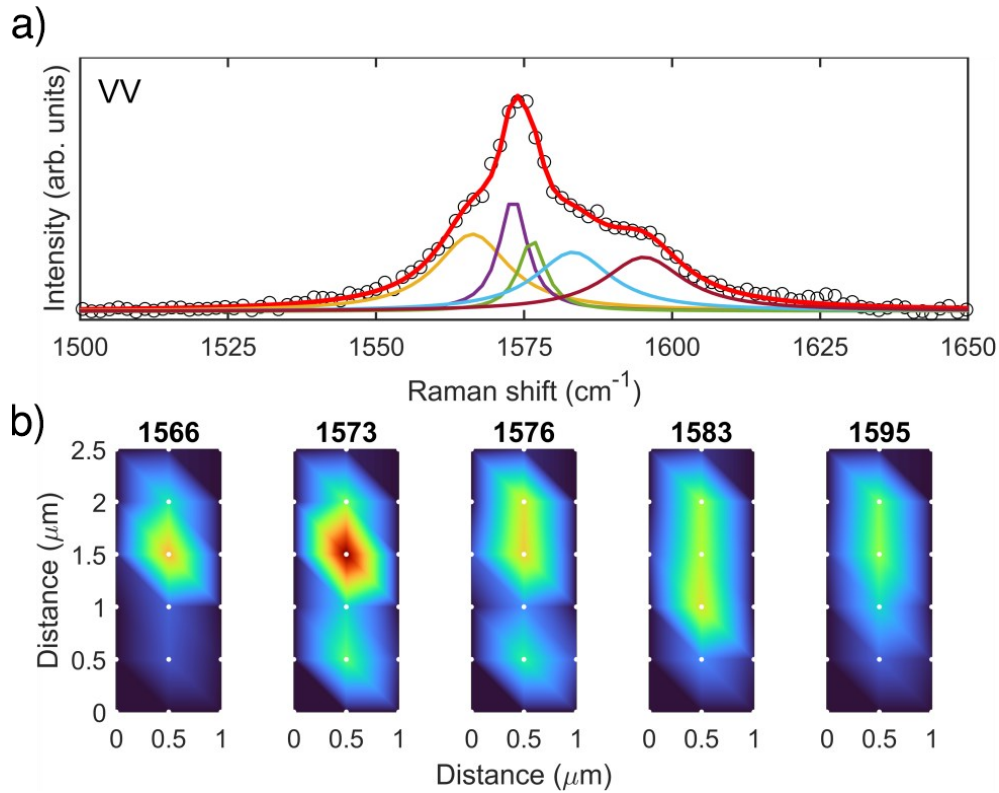 a)
VV
Intensity (arb. units)
1500 1525 1550 1575 1600 1625 1650
Raman shift (cm-1)
b)
1566 1573 1576 1583 1595
2.5
2
1.5
1
0.5
0
Distance (μm)
0 0.5 1 0 0.5 1 0 0.5 1 0 0.5 1 0 0.5 1
Distance (μm)